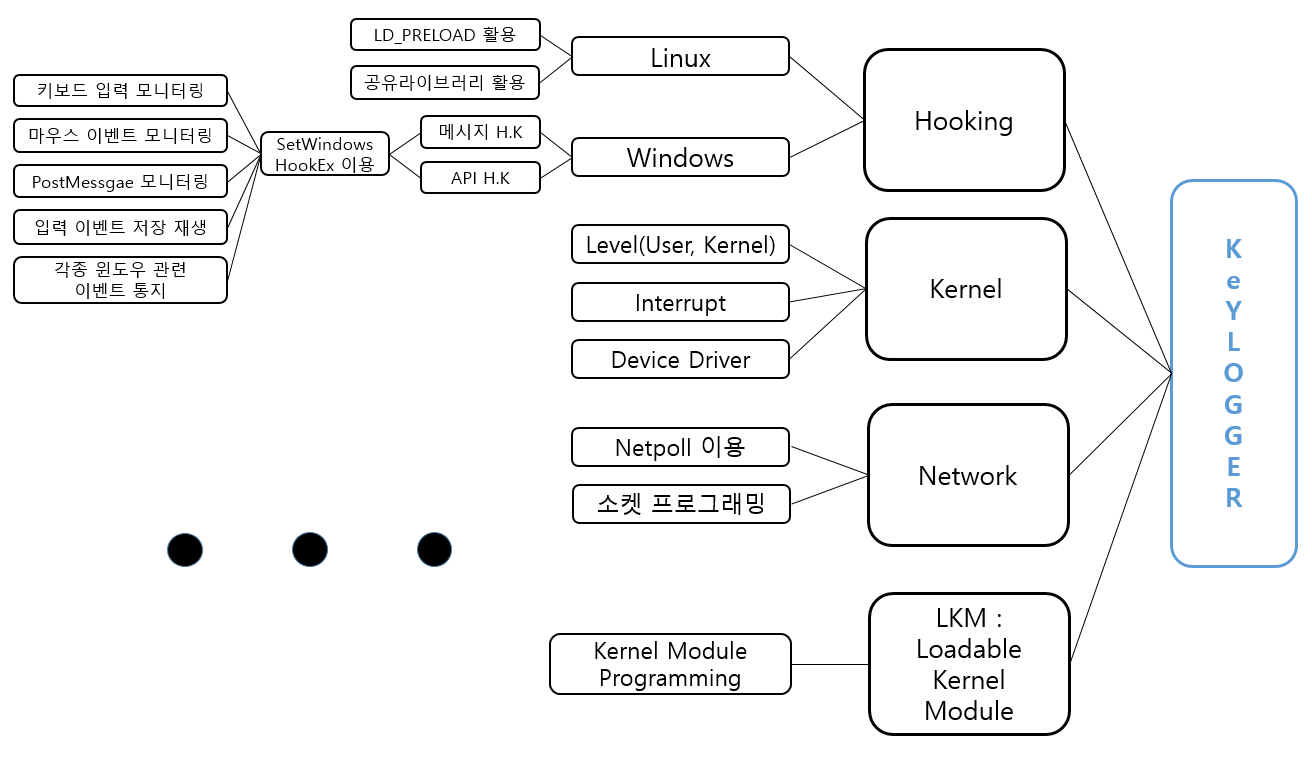 LD_PRELOAD 활용
공유라이브러리 활용
Linux
키보드 입력 모니터링
마우스 이벤트 모니터링
PostMessgae 모니터링
입력 이벤트 저장 재생
각종 윈도우 관련
이벤트 통지
SetWindows
HookEx 이용
메시지 H.K
API H.K
Windows
Hooking
Level(User, Kernel)
Interrupt
Device Driver
Kernel
Netpoll 이용
소켓 프로그래밍
Network
Kernel Module
Programming
LKM :
Loadable
Kernel
Module
K
e
Y
L
O
G
G
E
R